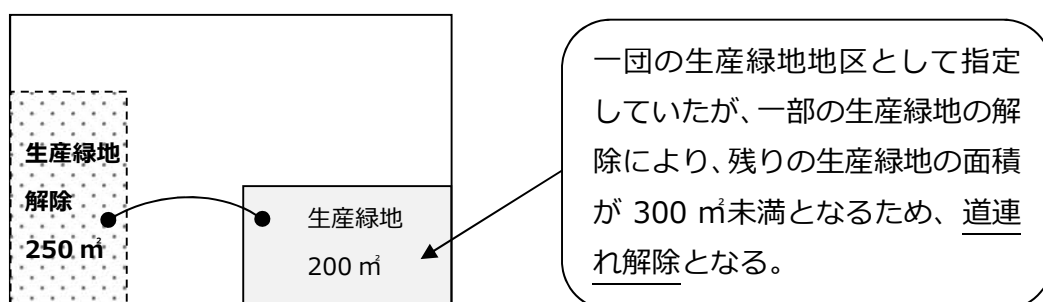 生産緑地
解除
250 ㎡
生産緑地
200 ㎡
一団の生産緑地地区として指定
していたが、一部の生産緑地の解
除により、残りの生産緑地の面積
が 300 ㎡未満となるため、道連
れ解除となる。